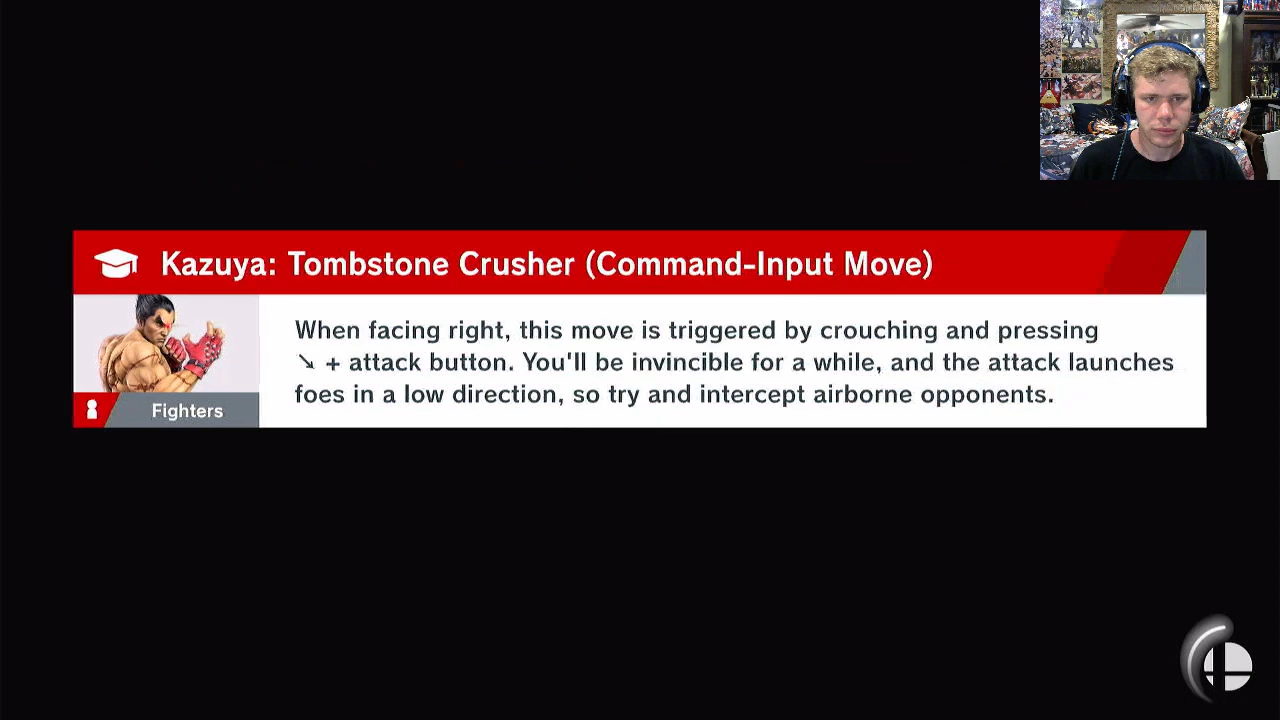 Kazuya: Tombstone Crusher (Command-Input Move)
When facing right, this move is triggered by crouching and pressing
↘ + attack button. You'll be invincible for a while, and the attack launches
foes in a low direction, so try and intercept airborne opponents.
Fighters